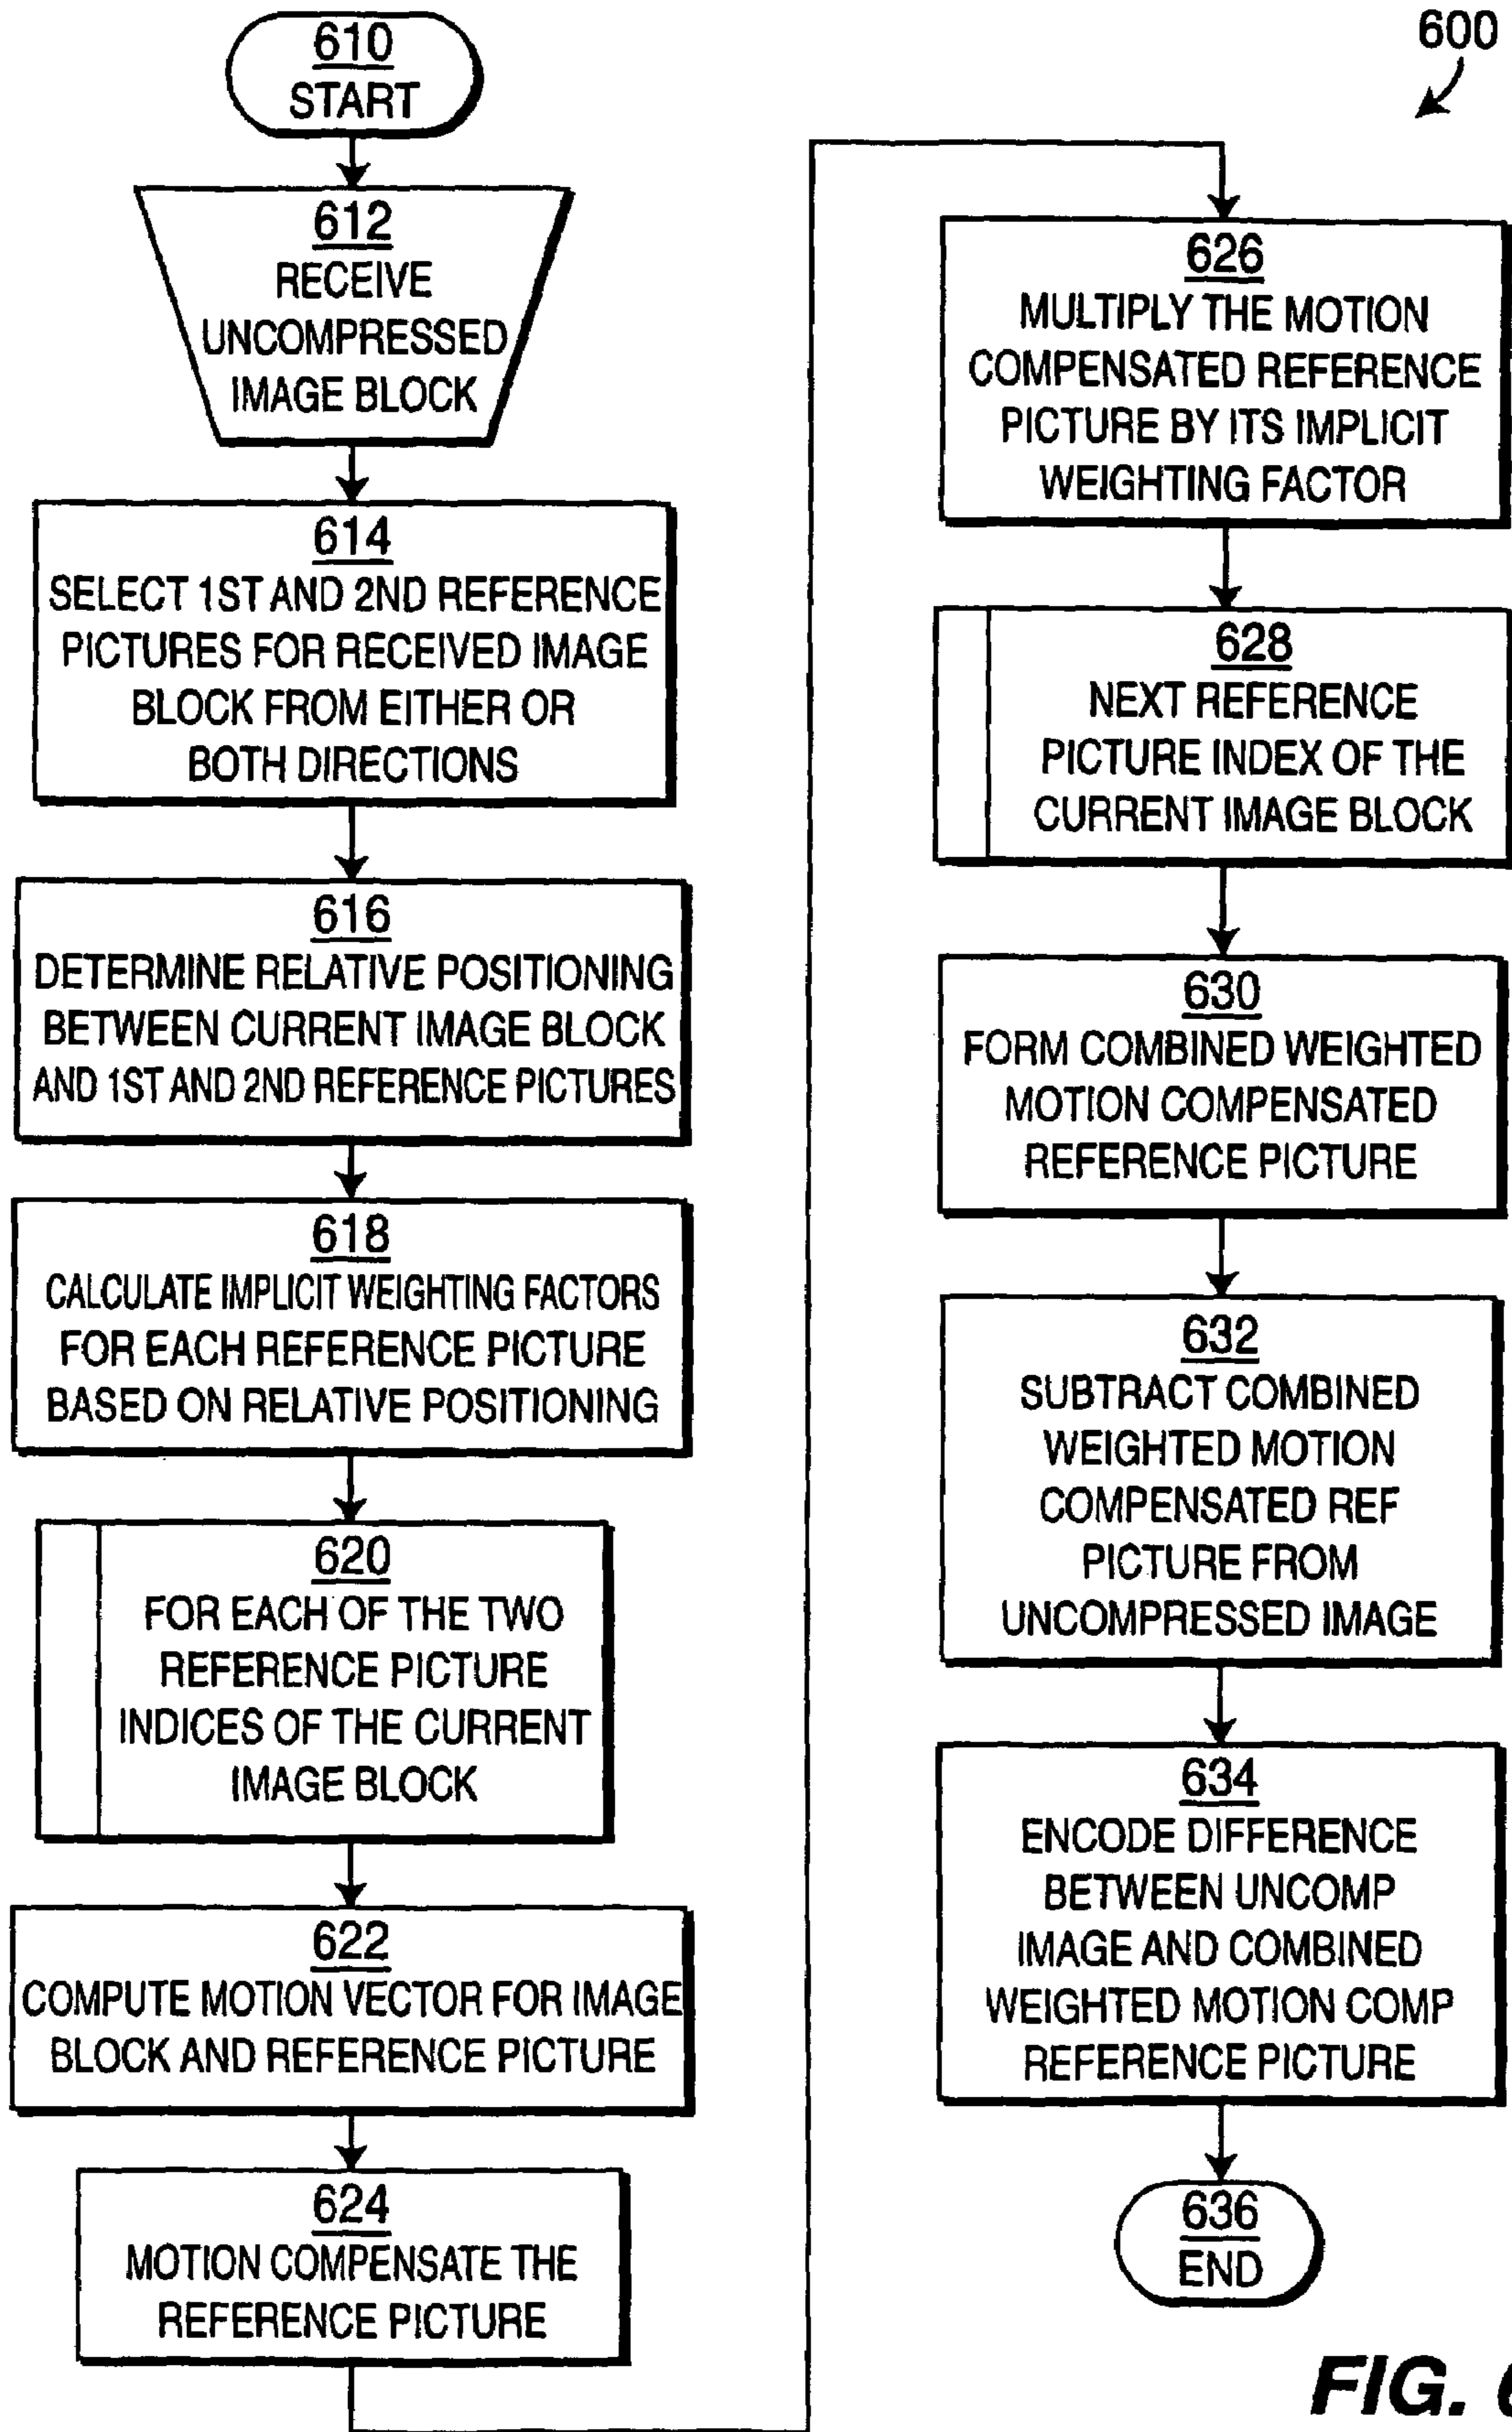 600
610
START
612
RECEIVE
UNCOMPRESSED
IMAGE BLOCK
614
SELECT 1ST AND 2ND REFERENCE
PICTURES FOR RECEIVED IMAGE
BLOCK FROM EITHER OR
BOTH DIRECTIONS
616
DETERMINE RELATIVE POSITIONING
BETWEEN CURRENT IMAGE BLOCK
AND 1ST AND 2ND REFERENCE PICTURES
618
CALCULATE IMPLICIT WEIGHTING FACTORS
FOR EACH REFERENCE PICTURE
BASED ON RELATIVE POSITIONING
620
FOR EACH OF THE TWO
REFERENCE PICTURE
INDICES OF THE CURRENT
IMAGE BLOCK
622
COMPUTE MOTION VECTOR FOR IMAGE
BLOCK AND REFERENCE PICTURE
624
MOTION COMPENSATE THE
REFERENCE PICTURE
626
MULTIPLY THE MOTION
COMPENSATED REFERENCE
PICTURE BY ITS IMPLICIT
WEIGHTING FACTOR
628
NEXT REFERENCE
PICTURE INDEX OF THE
CURRENT IMAGE BLOCK
630
FORM COMBINED WEIGHTED
MOTION COMPENSATED
REFERENCE PICTURE
632
SUBTRACT COMBINED
WEIGHTED MOTION
COMPENSATED REF
PICTURE FROM
UNCOMPRESSED IMAGE
634
ENCODE DIFFERENCE
BETWEEN UNCOMP
IMAGE AND COMBINED
WEIGHTED MOTION COMP
REFERENCE PICTURE
636
END
FIG. 6